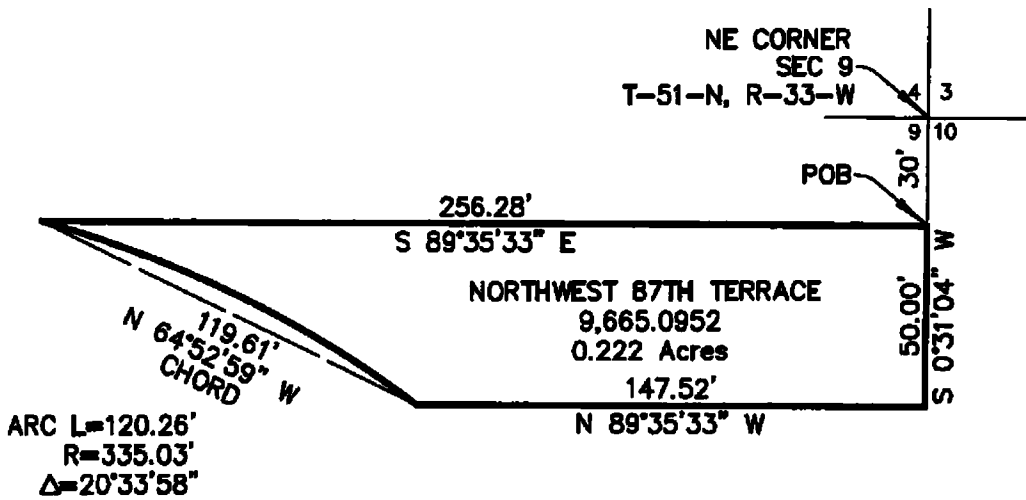 NE CORNER
SEC 9
T-51-N, R-33-W
4 3
9 10
30'
POB
256.28'
S 89°35'33" E
NORTHWEST 87TH TERRACE
9,665.0952
0.222 Acres
50.00'
S 0°31'04" W
147.52'
N 89°35'33" W
119.61'
N 64°52'59" W
CHORD
ARC L=120.26'
R=335.03'
Δ=20°33'58"